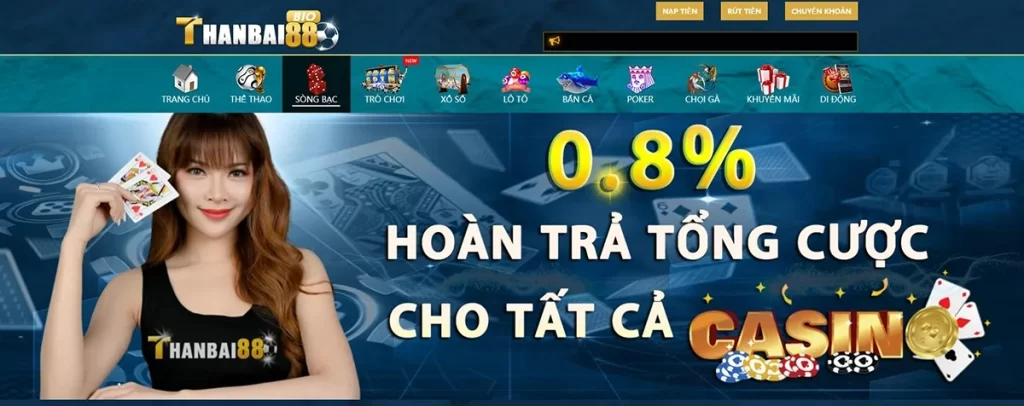 BIO
THANBAI88
NẠP TIỀN
RÚT TIỀN
CHUYỂN KHOẢN
TRANG CHỦ
THỂ THAO
SÒNG BẠC
NEW
TRÒ CHƠI
XỔ SỐ
LÔ TÔ
BẮN CÁ
POKER
CHỌI GÀ
KHUYẾN MÃI
DI ĐỘNG
0.8%
HOÀN TRẢ TỔNG CƯỢC
CHO TẤT CẢ CASINO
THANBAI88